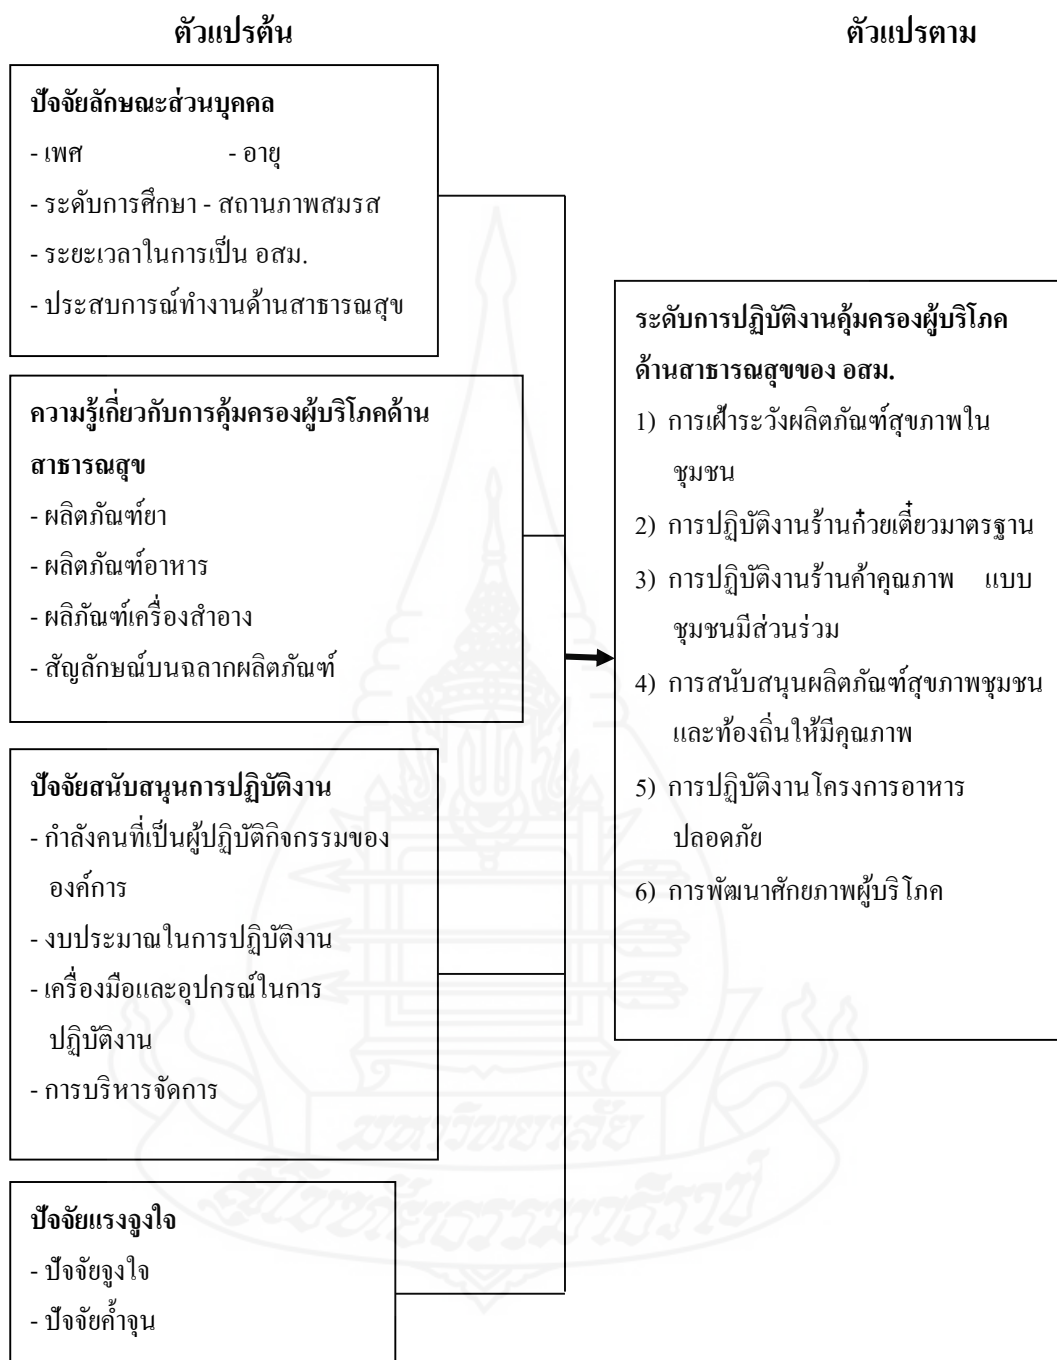 ตัวแปรต้น
ตัวแปรตาม
ปัจจัยลักษณะส่วนบุคคล
- เพศ - อายุ
- ระดับการศึกษา - สถานภาพสมรส
- ระยะเวลาในการเป็น อสม.
- ประสบการณ์ทำงานด้านสาธารณสุข
ความรู้เกี่ยวกับการคุ้มครองผู้บริโภคด้าน
สาธารณสุข
- ผลิตภัณฑ์ยา
- ผลิตภัณฑ์อาหาร
- ผลิภัณฑ์เครื่องสำอาง
- สัญลักษณ์บนฉลากผลิตภัณฑ์
ปัจจัยสนับสนุนการปฏิบัติงาน
- กำลังคนที่เป็นผู้ปฏิบัติกิจกรรมของ
องค์การ
- งบประมาณในการปฏิบัติงาน
- เครื่องมือและอุปกรณ์ในการ
ปฏิบัติงาน
- การบริหารจัดการ
ปัจจัยแรงจูงใจ
- ปัจจัยจูงใจ
- ปัจจัยค้ำจุน
ระดับการปฏิบัติงานคุ้มครองผู้บริโภค
ด้านสาธารณสุขของ อสม.
1) การเฝ้าระวังผลิตภัณฑ์สุขภาพใน
ชุมชน
2) การปฏิบัติงานร้านก๋วยเตี๋ยวมาตรฐาน
3) การปฏิบัติงานร้านค้าคุณภาพ แบบ
ชุมชนมีส่วนร่วม
4) การสนับสนุนผลิตภัณฑ์สุขภาพชุมชน
และท้องถิ่นให้มีคุณภาพ
5) การปฏิบัติงานโครงการอาหาร
ปลอดภัย
6) การพัฒนาศักยภาพผู้บริโภค
มหาวิทยาลัย
สุโขทัยธรรมาธิราช